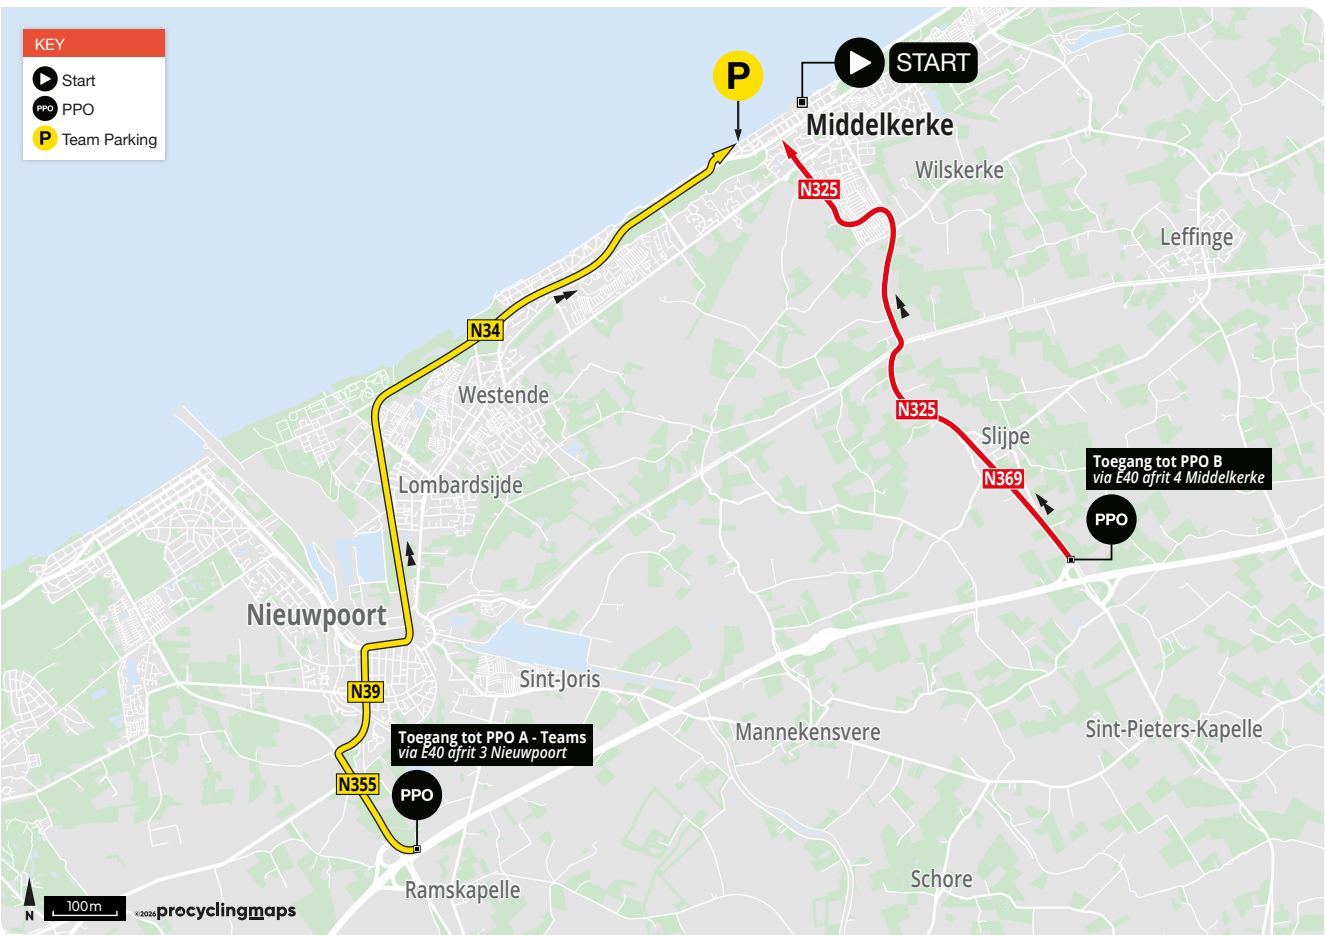 KEY
Start
PPO PPO
P Team Parking
P
START
Middelkerke
N325
Wilskerke
Leffinge
N34
Westende
N325
Slijpe
Toegang tot PPO B
via E40 afrit 4 Middelkerke
N369
PPO
Lombardsijde
Nieuwpoort
Sint-Joris
N39
Toegang tot PPO A - Teams
via E40 afrit 3 Nieuwpoort
Mannekensvere
Sint-Pieters-Kapelle
N355
PPO
Ramskapelle
Schore
N
100m
©2026 procyclingmaps